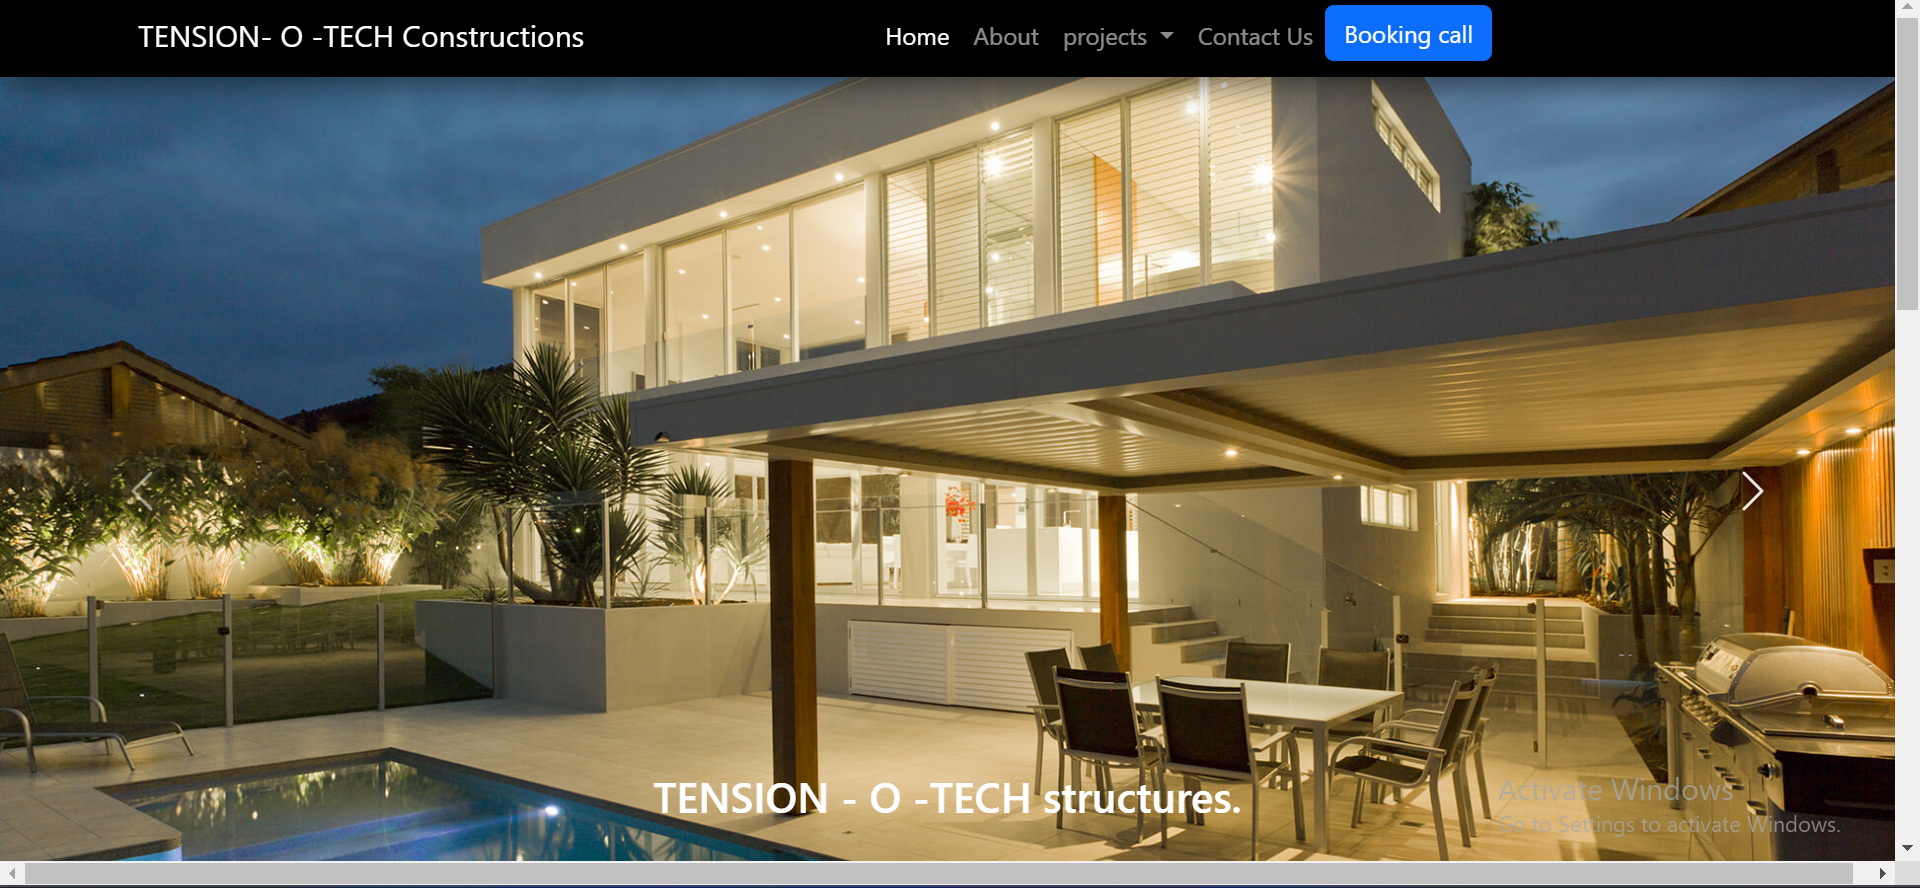 TENSION- O -TECH Constructions
Home About projects Contact Us Booking call
TENSION - O -TECH structures.
Activate Windows
Go to Settings to activate Windows.